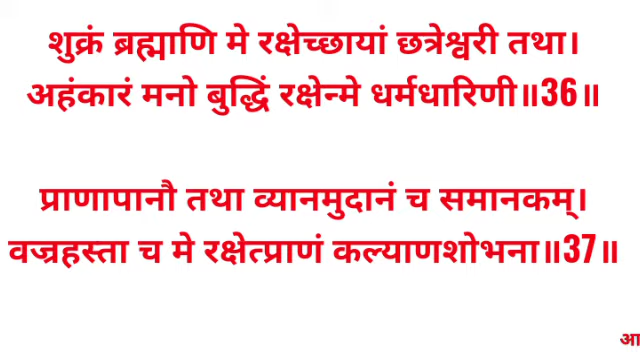 शुक्रं ब्रह्माणि मे रक्षेच्छायां छत्रेश्वरी तथा।
अहंकारं मनो बुद्धिं रक्षेन्मे धर्मधारिणी॥36॥
प्राणापानौ तथा व्यानमुदानं च समानकम्।
वज्रहस्ता च मे रक्षेत्प्राणं कल्याणशोभना॥37॥